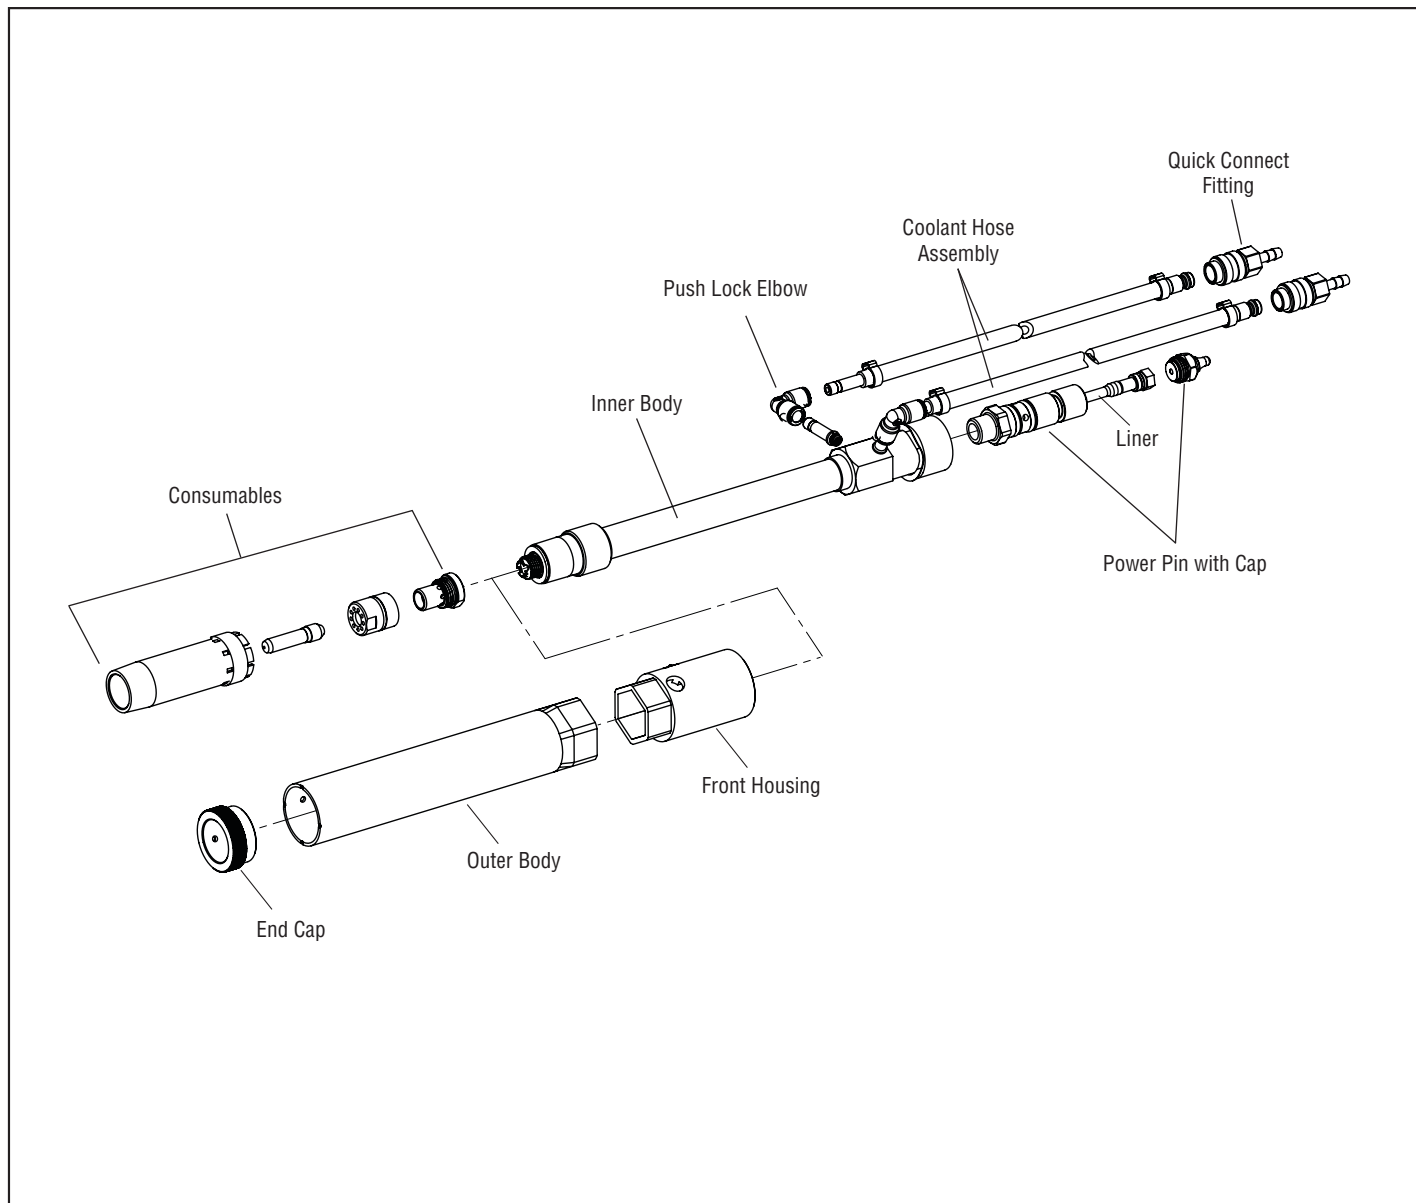 Quick Connect
Fitting
Coolant Hose
Assembly
Push Lock Elbow
Inner Body
Liner
Consumables
Power Pin with Cap
Front Housing
Outer Body
End Cap